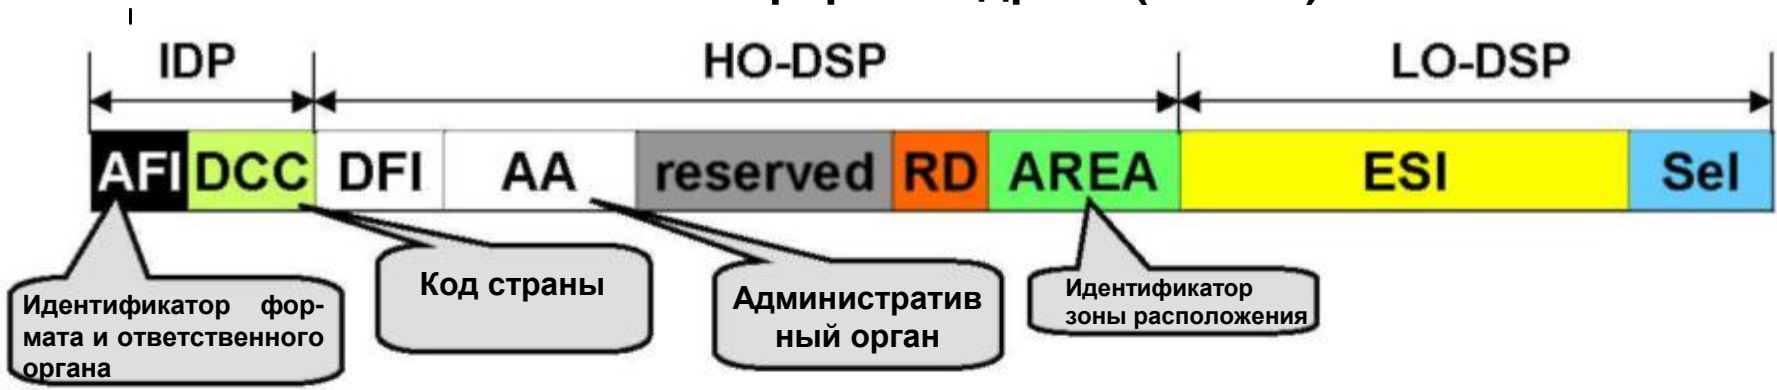 IDP HO-DSP LO-DSP
AFI DCC DFI AA reserved RD AREA ESI Sel
Идентификатор фор-
мата и ответственного
органа
Код страны
Административ
ный орган
Идентификатор
зоны расположения